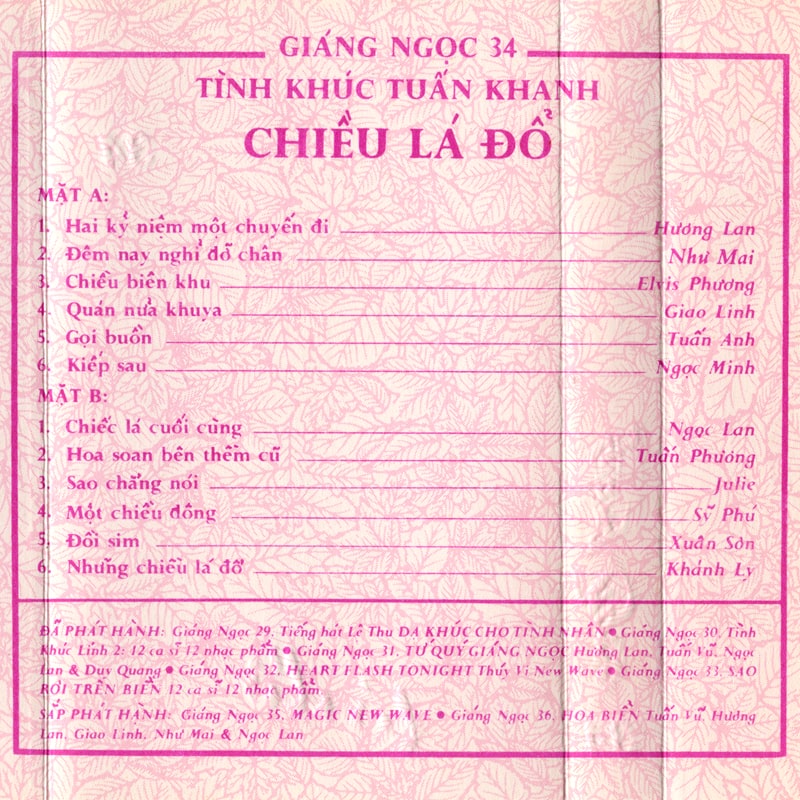 GIÁNG NGỌC 34
TÌNH KHÚC TUẤN KHANH
CHIỀU LÁ ĐỔ
MẶT A:
1. Hai kỷ niệm một chuyến đi Hương Lan
2. Đêm nay nghỉ đỗ chân Như Mai
3. Chiều biên khu Elvis Phương
4. Quán nửa khuya Giao Linh
5. Gọi buồn Tuấn Anh
6. Kiếp sau Ngọc Minh
MẶT B:
1. Chiếc lá cuối cùng Ngọc Lan
2. Hoa soan bên thềm cũ Tuấn Phương
3. Sao chẳng nói Julie
4. Một chiều đông Sỹ Phú
5. Đồi sim Xuân Sơn
6. Những chiều lá đổ Khánh Ly
ĐÃ PHÁT HÀNH: Giáng Ngọc 29, Tiếng hát Lê Thu DẠ KHÚC CHO TÌNH NHÂN ● Giáng Ngọc 30, Tình
Khúc Lính 2: 12 ca sĩ 12 nhạc phẩm ● Giáng Ngọc 31, TỨ QUÝ GIÁNG NGỌC Hương Lan, Tuấn Vũ, Ngọc
Lan & Duy Quang ● Giáng Ngọc 32, HEART FLASH TONIGHT Thúy Vi New Wave ● Giáng Ngọc 33, SAO
RƠI TRÊN BIỂN 12 ca sĩ 12 nhạc phẩm
SẮP PHÁT HÀNH: Giáng Ngọc 35, MAGIC NEW WAVE ● Giáng Ngọc 36, HOA BIỂN Tuấn Vũ, Hương
Lan, Giao Linh, Như Mai & Ngọc Lan